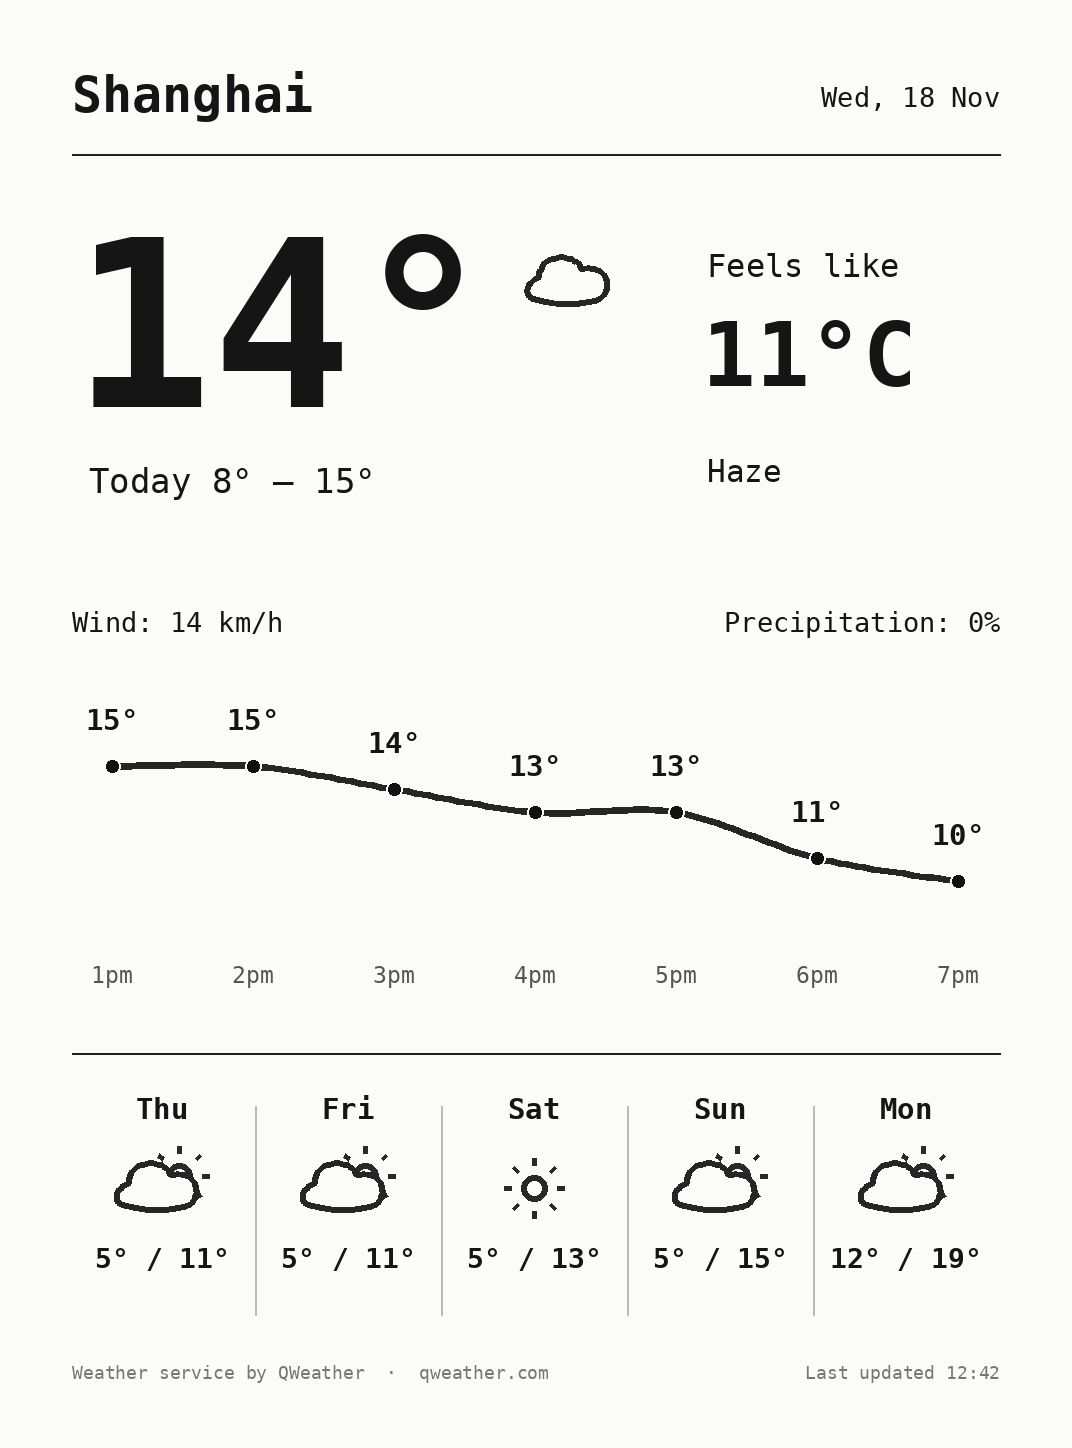 Shanghai
Wed, 18 Nov
14°
Feels like
11°C
Today 8° – 15°
Haze
Wind: 14 km/h
Precipitation: 0%
15° 15° 14° 13° 13° 11° 10°
1pm 2pm 3pm 4pm 5pm 6pm 7pm
Thu Fri Sat Sun Mon
5° / 11° 5° / 11° 5° / 13° 5° / 15° 12° / 19°
Weather service by QWeather · qweather.com
Last updated 12:42